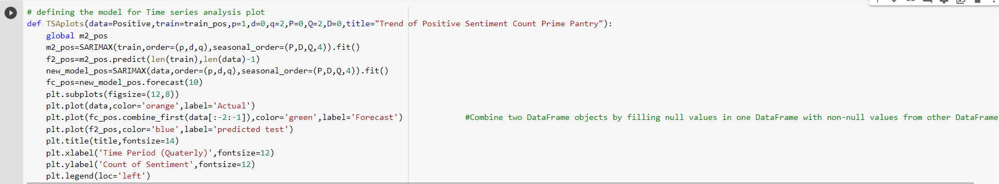 # defining the model for Time series analysis plot
def TSAplots(data=Positive,train=train_pos,p=1,d=0,q=2,P=0,Q=2,D=0,title="Trend of Positive Sentiment Count Prime Pantry"):
    global m2_pos
    m2_pos=SARIMAX(train,order=(p,d,q),seasonal_order=(P,D,Q,4)).fit()
    f2_pos=m2_pos.predict(len(train),len(data)-1)
    new_model_pos=SARIMAX(data,order=(p,d,q),seasonal_order=(P,D,Q,4)).fit()
    fc_pos=new_model_pos.forecast(10)
    plt.subplots(figsize=(12,8))
    plt.plot(data,color='orange',label='Actual')
    plt.plot(fc_pos.combine_first(data[:-2:-1]),color='green',label='Forecast')             #Combine two DataFrame objects by filling null values in one DataFrame with non-null values from other DataFrame
    plt.plot(f2_pos,color='blue',label='predicted test')
    plt.title(title,fontsize=14)
    plt.xlabel('Time Period (Quaterly)',fontsize=12)
    plt.ylabel('Count of Sentiment',fontsize=12)
    plt.legend(loc='left')